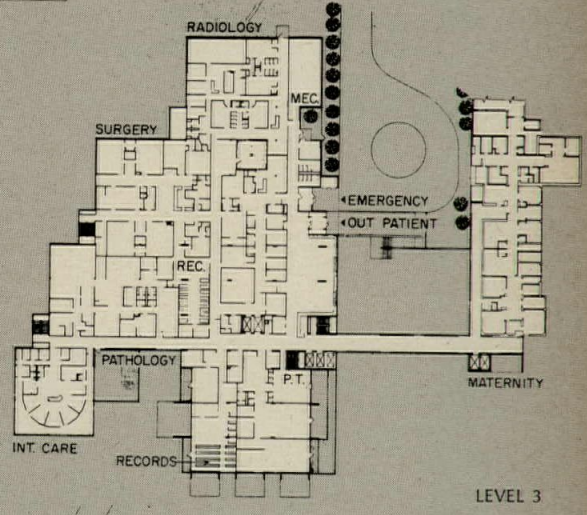 RADIOLOGY
MEC.
SURGERY
EMERGENCY
OUT PATIENT
REC.
PATHOLOGY
P.T.
MATERNITY
INT. CARE
RECORDS
LEVEL 3